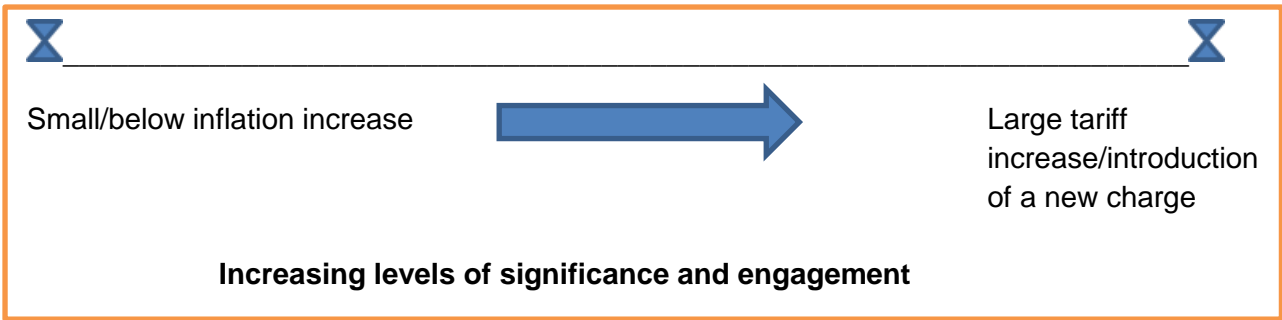 Small/below inflation increase
Large tariff
increase/introduction
of a new charge
Increasing levels of significance and engagement